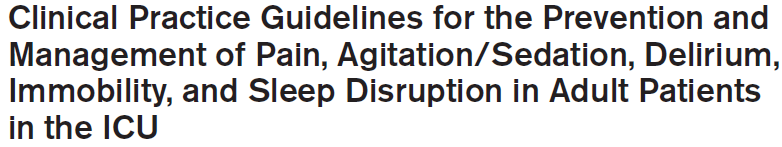 Clinical Practice Guidelines for the Prevention and
Management of Pain, Agitation/Sedation, Delirium,
Immobility, and Sleep Disruption in Adult Patients
in the ICU